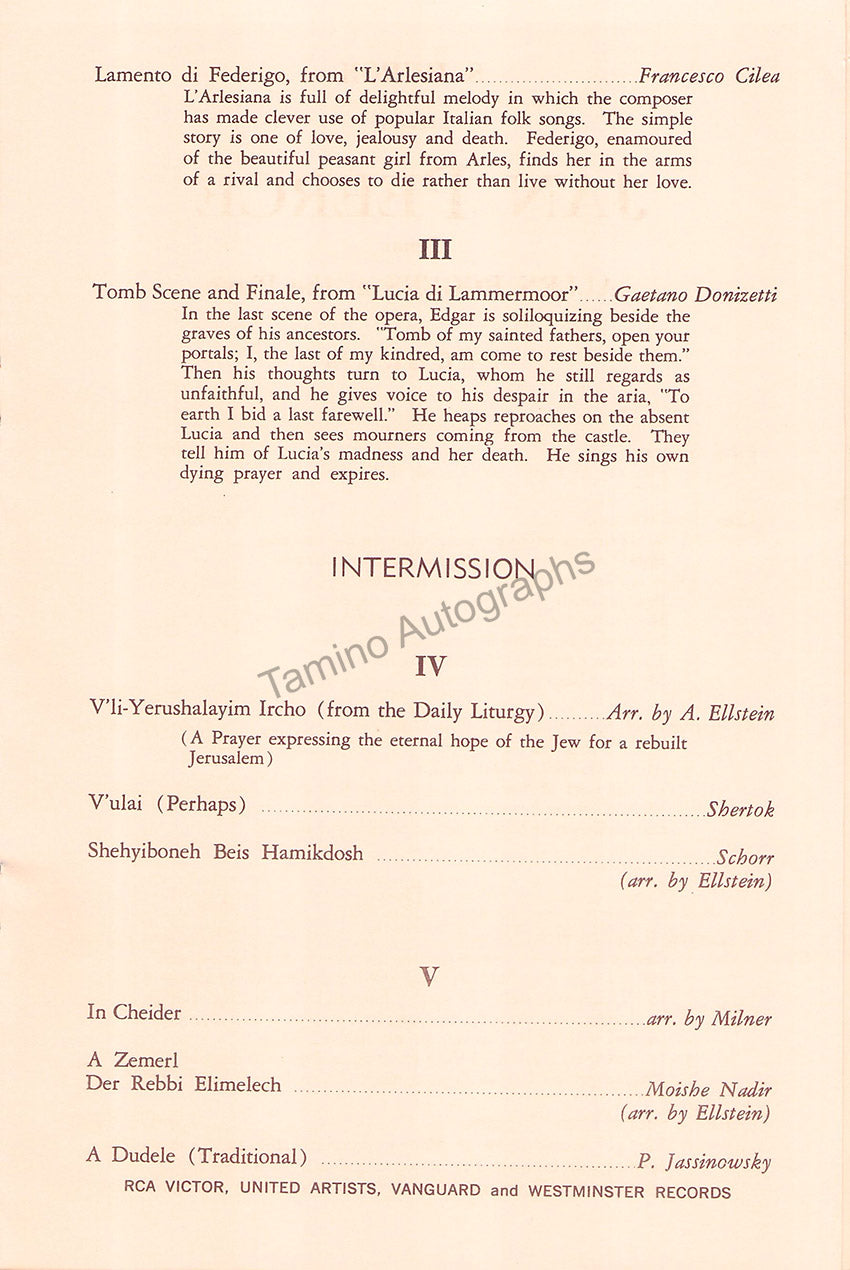 Lamento di Federigo, from "L'Arlesiana"............................Francesco Cilea
L'Arlesiana is full of delightful melody in which the composer
has made clever use of popular Italian folk songs. The simple
story is one of love, jealousy and death. Federigo, enamoured
of the beautiful peasant girl from Arles, finds her in the arms
of a rival and chooses to die rather than live without her love.
III
Tomb Scene and Finale, from "Lucia di Lammermoor"......Gaetano Donizetti
In the last scene of the opera, Edgar is soliloquizing beside the
graves of his ancestors. "Tomb of my sainted fathers, open your
portals; I, the last of my kindred, am come to rest beside them."
Then his thoughts turn to Lucia, whom he still regards as
unfaithful, and he gives voice to his despair in the aria, "To
earth I bid a last farewell." He heaps reproaches on the absent
Lucia and then sees mourners coming from the castle. They
tell him of Lucia's madness and her death. He sings his own
dying prayer and expires.
INTERMISSION
Tamino Autographs
IV
V'li-Yerushalayim Ircho (from the Daily Liturgy)..........Arr. by A. Ellstein
(A Prayer expressing the eternal hope of the Jew for a rebuilt
Jerusalem)
V'ulai (Perhaps) ................................................................Shertok
Shehyiboneh Beis Hamikdosh ................................................Schorr
(arr. by Ellstein)
V
In Cheider ................................................................arr. by Milner
A Zemerl
Der Rebbi Elimelech ................................................Moishe Nadir
(arr. by Ellstein)
A Dudele (Traditional) ............................................P. Jassinowsky
RCA VICTOR, UNITED ARTISTS, VANGUARD and WESTMINSTER RECORDS